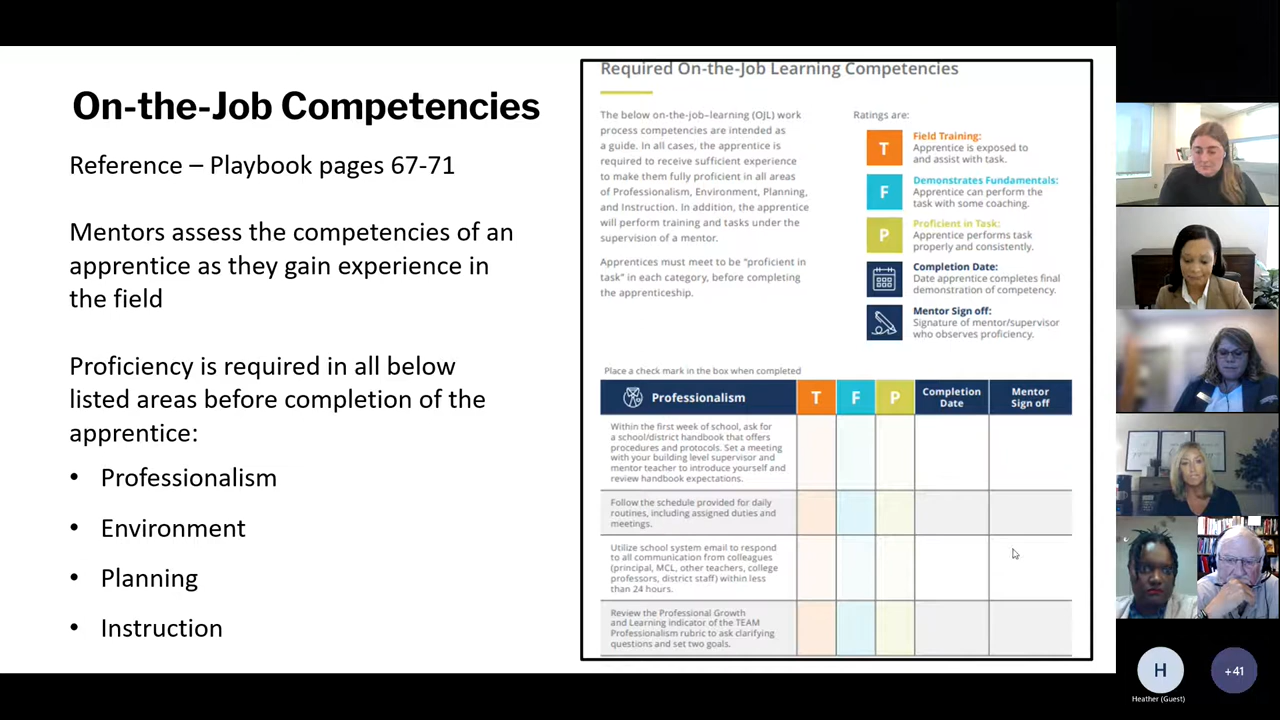 On-the-Job Competencies
Reference – Playbook pages 67-71
Mentors assess the competencies of an
apprentice as they gain experience in
the field
Proficiency is required in all below
listed areas before completion of the
apprentice:
• Professionalism
• Environment
• Planning
• Instruction
Required On-the-Job Learning Competencies
The below on-the-job–learning (OJL) work
process competencies are intended as
a guide. In all cases, the apprentice is
required to receive sufficient experience
to make them fully proficient in all areas
of Professionalism, Environment, Planning,
and Instruction. In addition, the apprentice
will perform training and tasks under the
supervision of a mentor.
Apprentices must meet to be “proficient in
task” in each category, before completing
the apprenticeship.
Ratings are:
T
Field Training:
Apprentice is exposed to
and assist with task.
F
Demonstrates Fundamentals:
Apprentice can perform the
task with some coaching.
P
Proficient in Task:
Apprentice performs task
properly and consistently.
Completion Date:
Date apprentice completes final
demonstration of competency.
Mentor Sign off:
Signature of mentor/supervisor
who observes proficiency.
Place a check mark in the box when completed
Professionalism T F P Completion Date Mentor Sign off
Within the first week of school, ask for
a school/district handbook that offers
procedures and protocols. Set a meeting
with your building level supervisor and
mentor teacher to introduce yourself and
review handbook expectations.
Follow the schedule provided for daily
routines, including assigned duties and
meetings.
Utilize school system email to respond
to all communication from colleagues
(principal, MCL, other teachers, college
professors, district staff) within less
than 24 hours.
Review the Professional Growth
and Learning indicator of the TEAM
Professionalism rubric to ask clarifying
questions and set two goals.
H
Heather (Guest)
+41